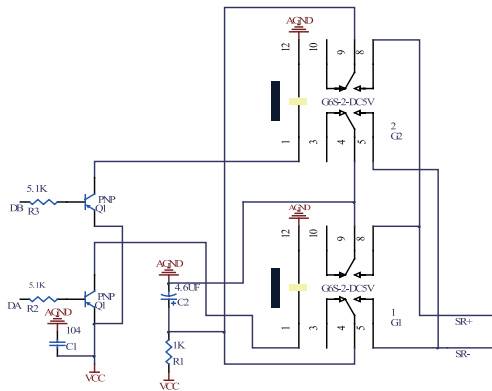 AGND
12
10
9
8
G6S-2-DC5V
1
3
4
5
2
G2
5.1K
DB
R3
PNP
Q1
AGND
12
10
9
8
G6S-2-DC5V
1
3
4
5
1
G1
AGND
4.6UF
C2
5.1K
DA
R2
PNP
Q1
AGND
104
C1
1K
R1
VCC
VCC
SR+
SR-